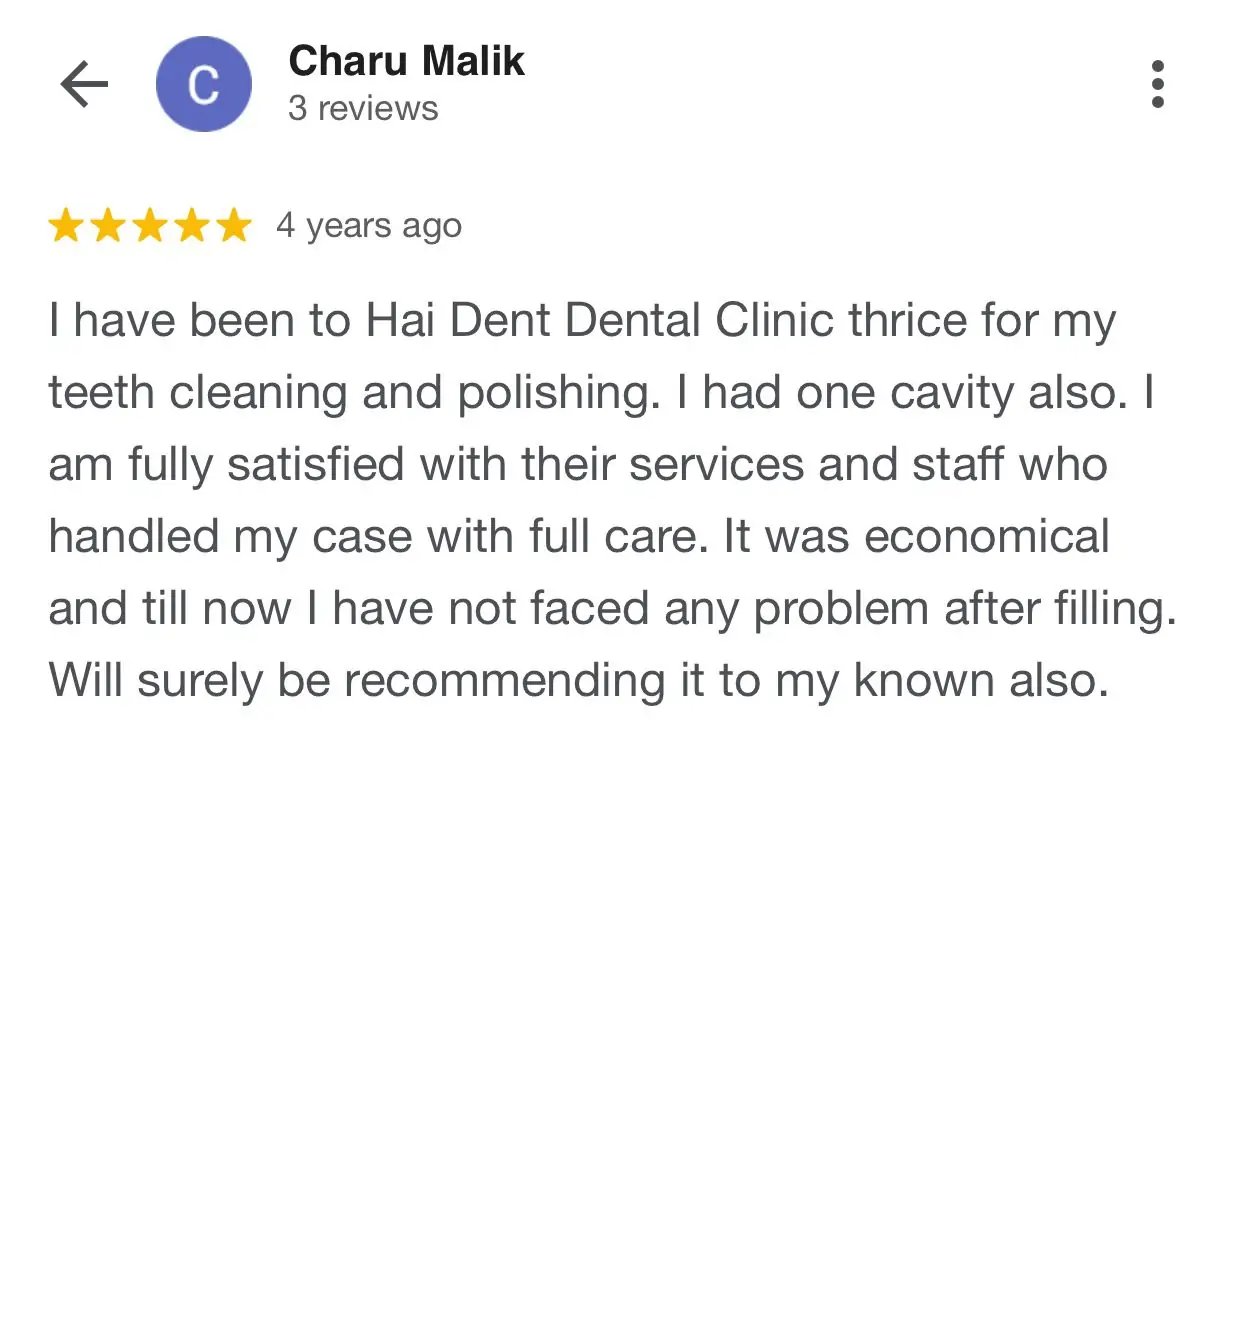 Charu Malik
C
3 reviews
4 years ago
I have been to Hai Dent Dental Clinic thrice for my
teeth cleaning and polishing. I had one cavity also. I
am fully satisfied with their services and staff who
handled my case with full care. It was economical
and till now I have not faced any problem after filling.
Will surely be recommending it to my known also.